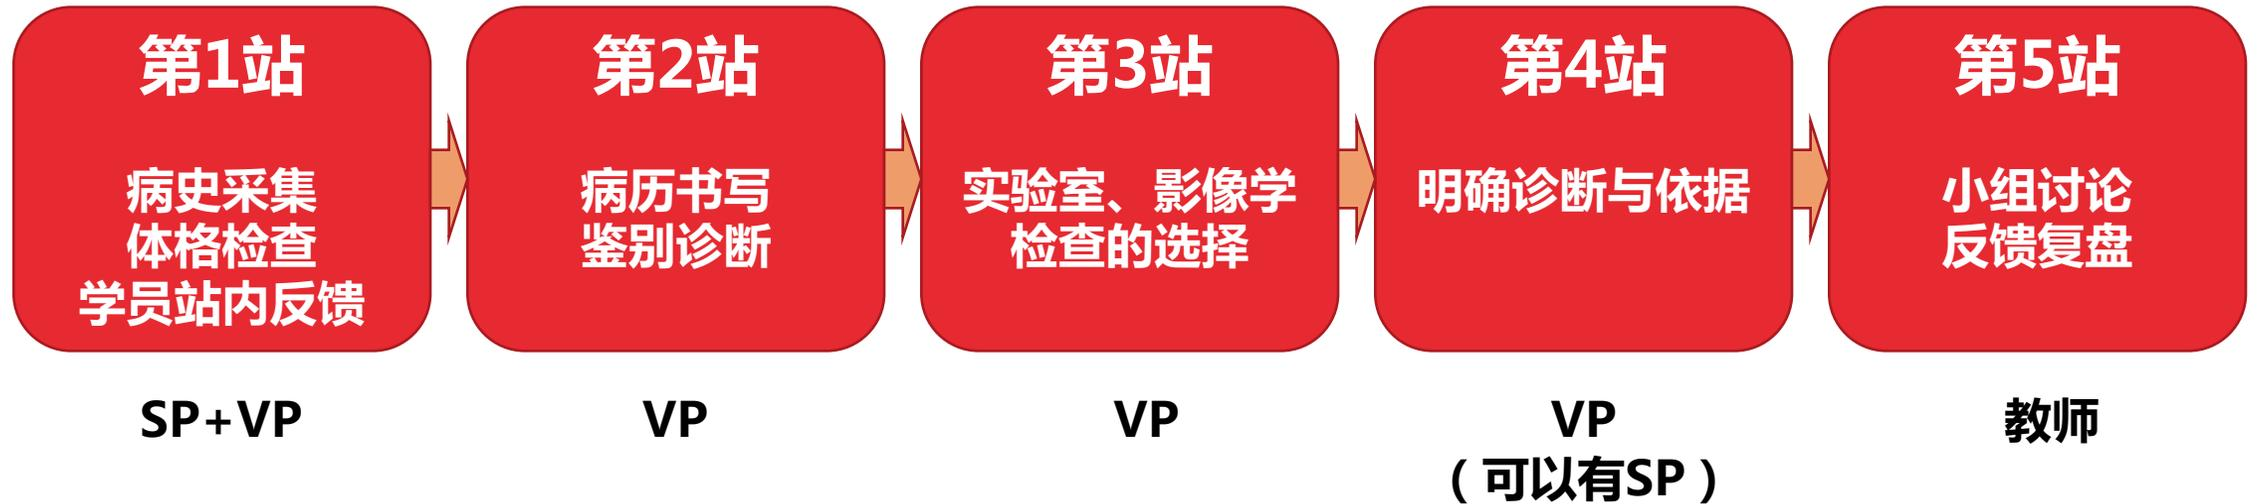 第1站
病史采集
体格检查
学员站内反馈
SP+VP
第2站
病历书写
鉴别诊断
VP
第3站
实验室、影像学
检查的选择
VP
第4站
明确诊断与依据
VP
（可以有SP）
第5站
小组讨论
反馈复盘
教师